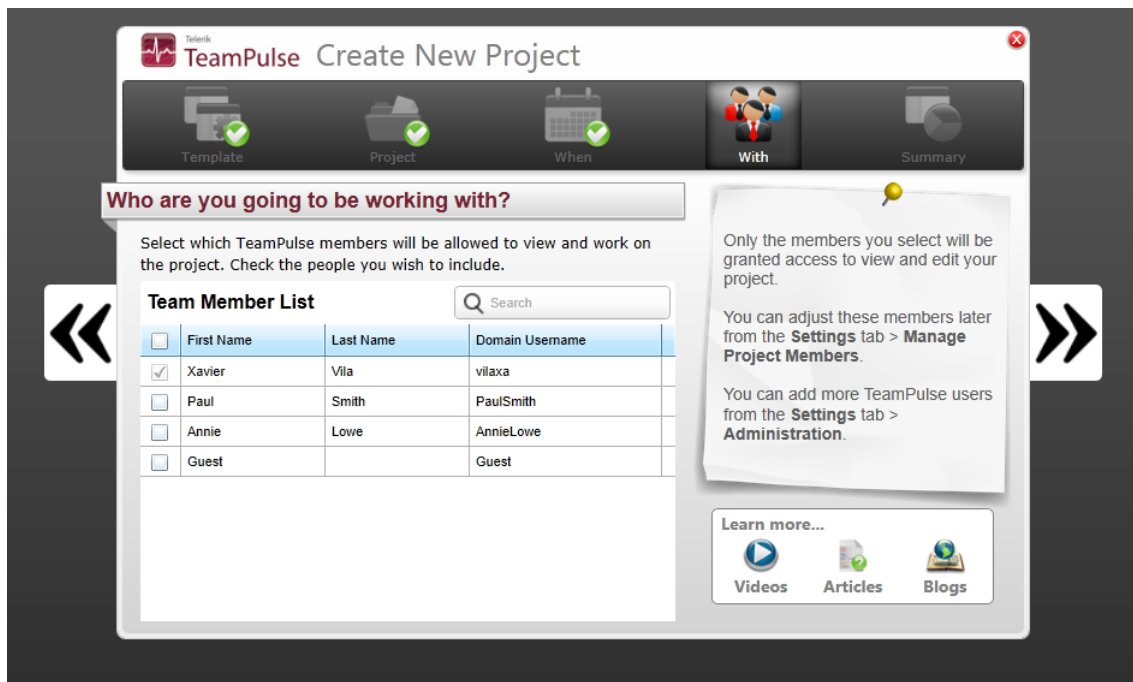 Telerik
TeamPulse Create New Project
Template Project When With Summary
Who are you going to be working with?
Select which TeamPulse members will be allowed to view and work on
the project. Check the people you wish to include.
Team Member List Search
First Name Last Name Domain Username
Xavier Vila vilaxa
Paul Smith PaulSmith
Annie Lowe AnnieLowe
Guest Guest
Only the members you select will be
granted access to view and edit your
project.
You can adjust these members later
from the Settings tab > Manage
Project Members.
You can add more TeamPulse users
from the Settings tab >
Administration.
Learn more...
Videos Articles Blogs